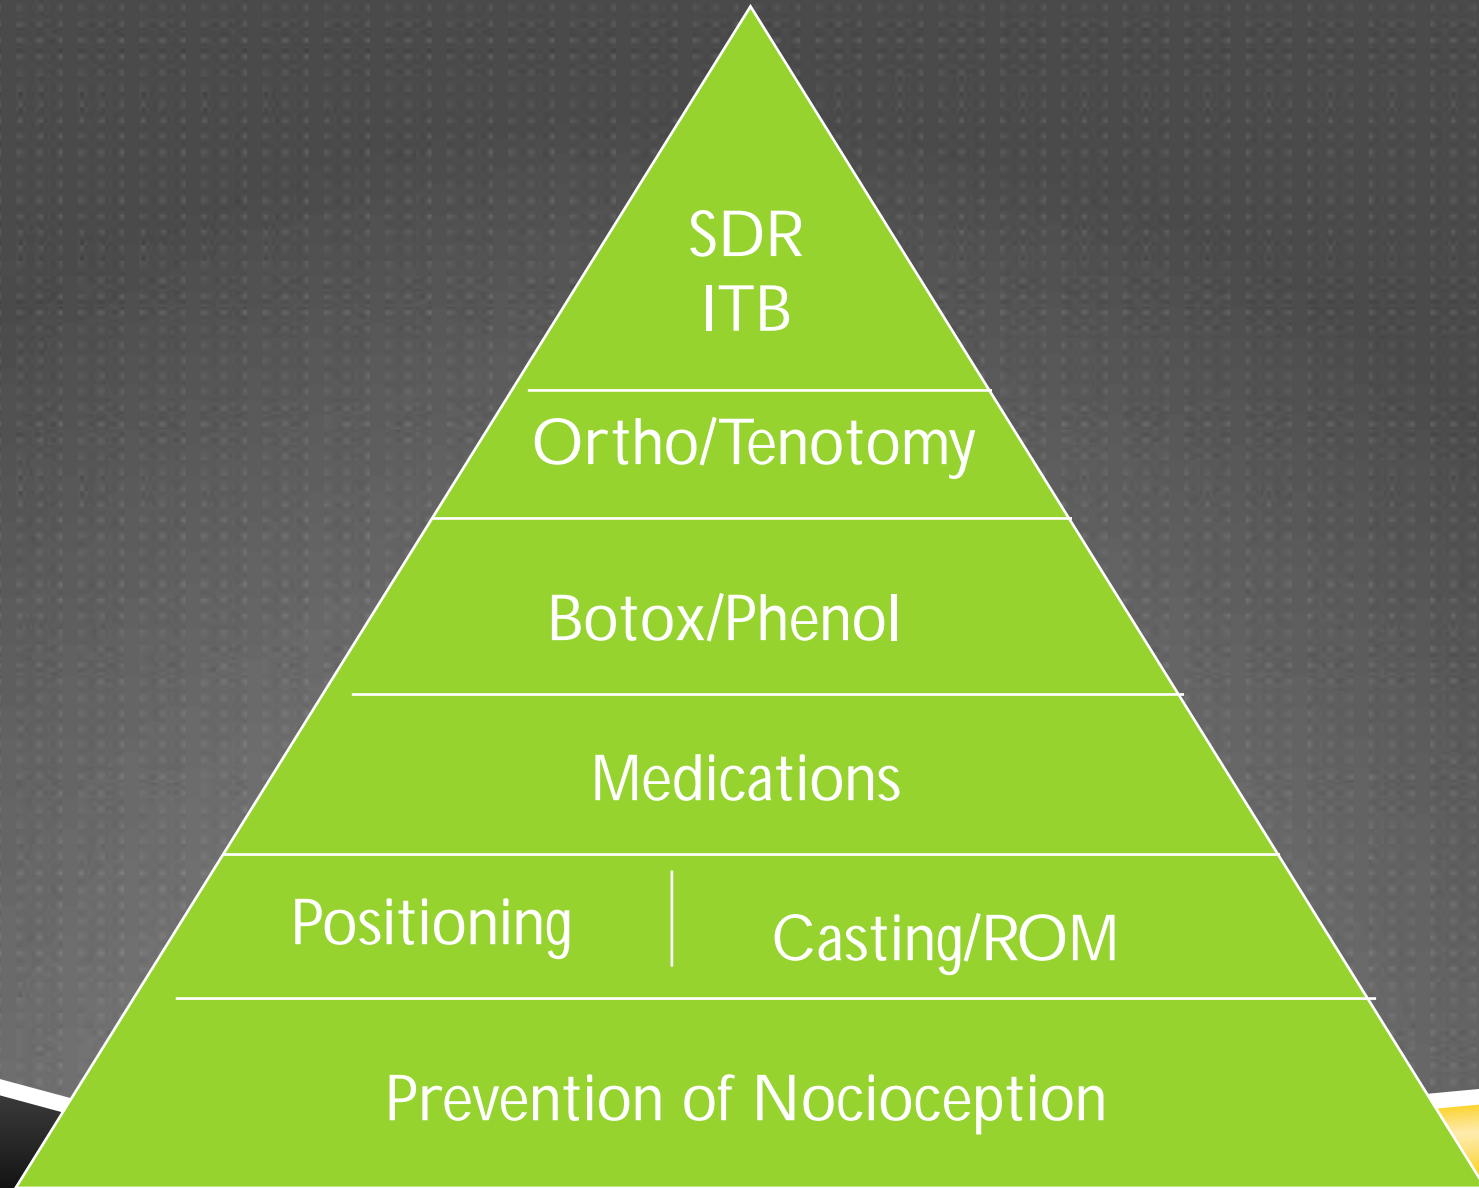 SDR
ITB
Ortho/Tenotomy
Botox/Phenol
Medications
Positioning
Casting/ROM
Prevention of Nocioception